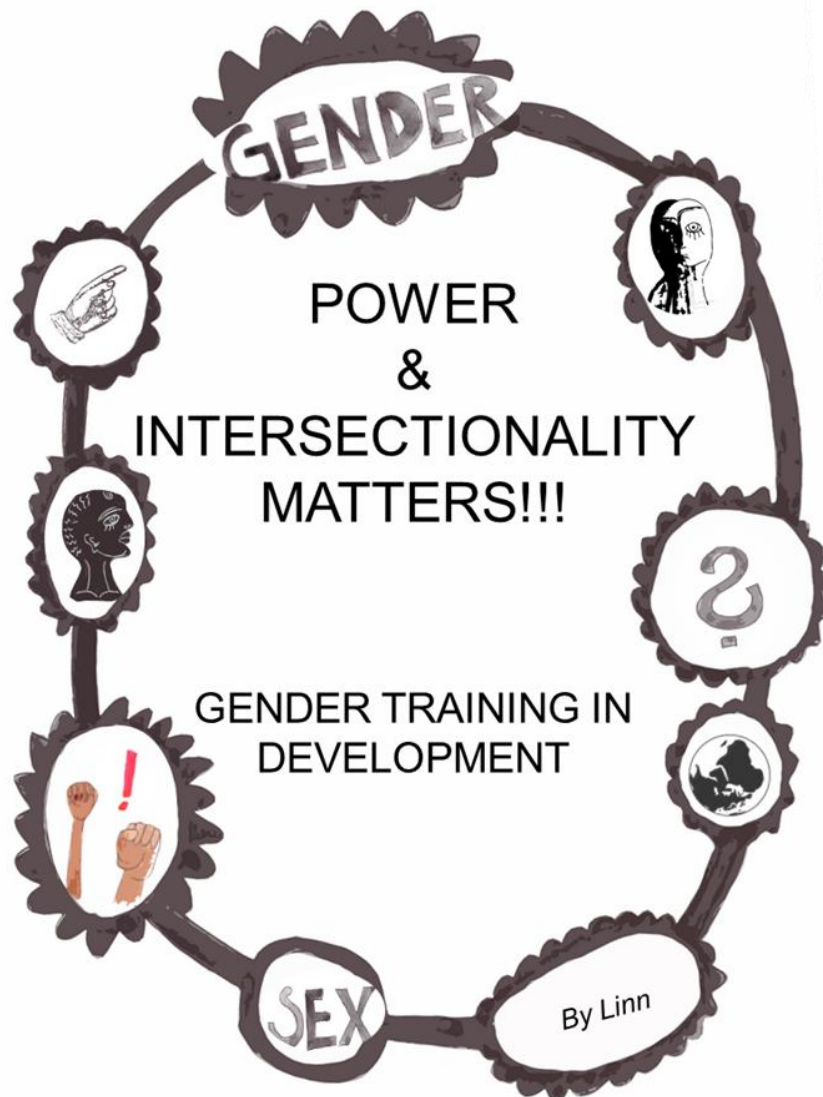 GENDER
POWER
&
INTERSECTIONALITY
MATTERS!!!
GENDER TRAINING IN
DEVELOPMENT
!
SEX
By Linn